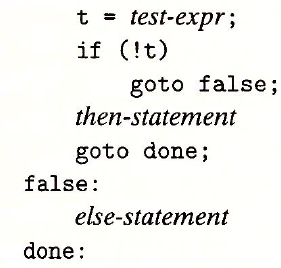 t = test-expr;
if (!t)
goto false;
then-statement
goto done;
false:
else-statement
done: